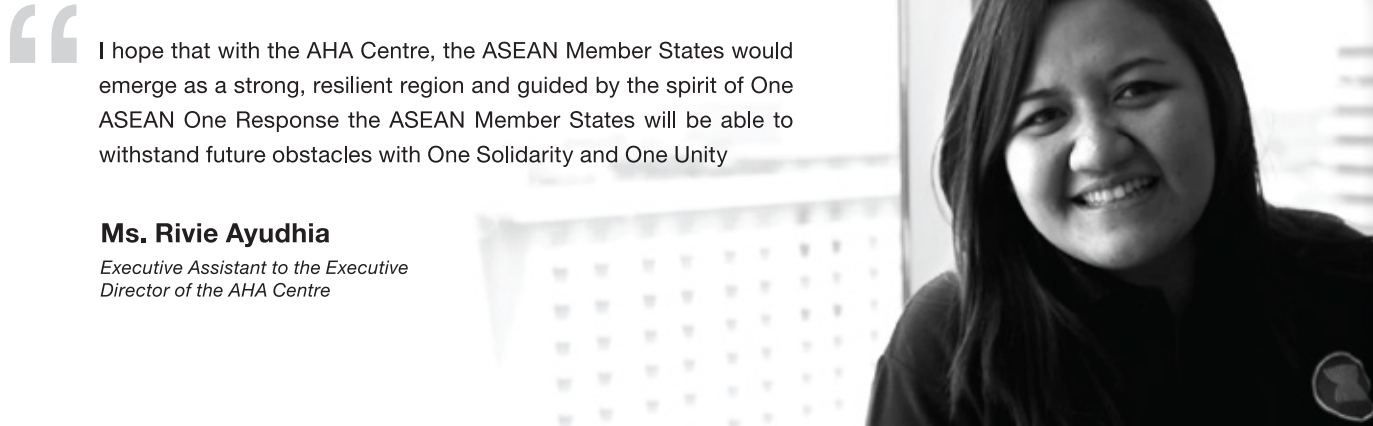 “
I hope that with the AHA Centre, the ASEAN Member States would
emerge as a strong, resilient region and guided by the spirit of One
ASEAN One Response the ASEAN Member States will be able to
withstand future obstacles with One Solidarity and One Unity
Ms. Rivie Ayudhia
Executive Assistant to the Executive
Director of the AHA Centre